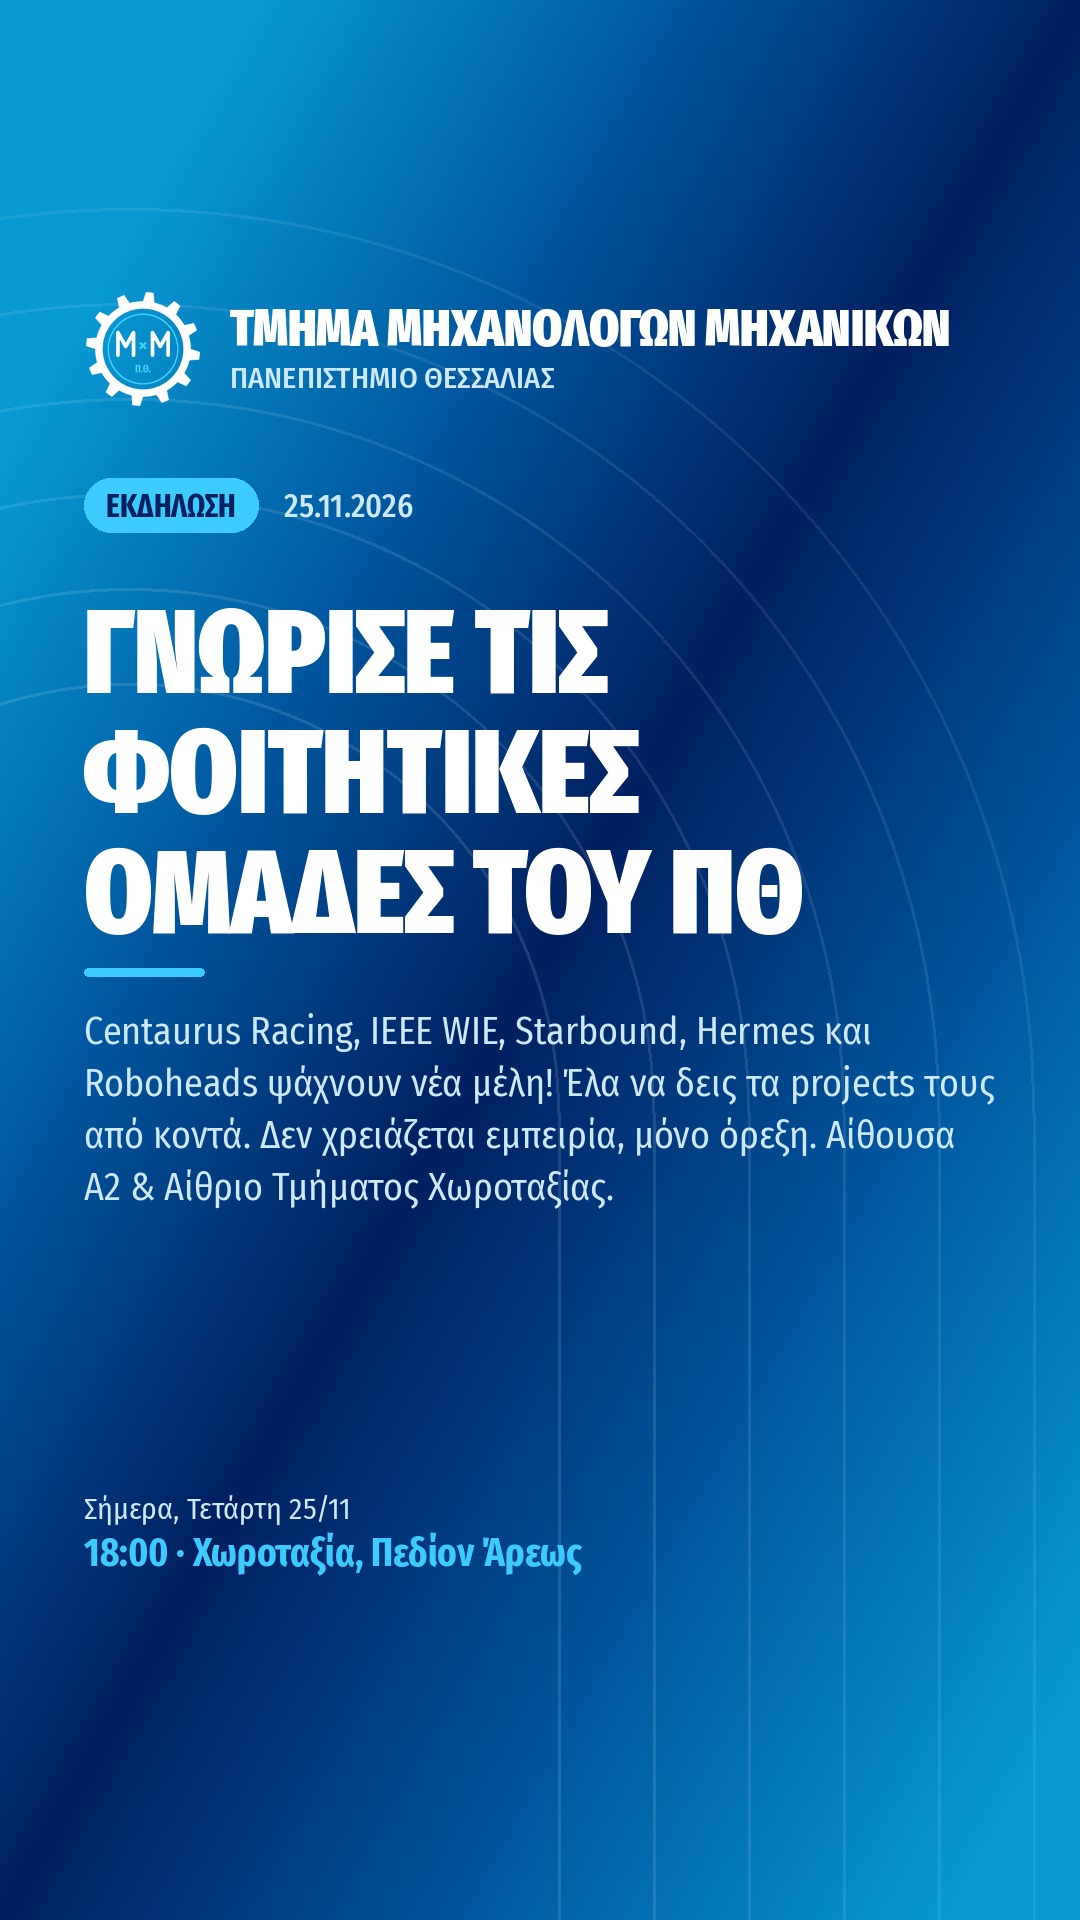 M×M
Π.Θ.
ΤΜΗΜΑ ΜΗΧΑΝΟΛΟΓΩΝ ΜΗΧΑΝΙΚΩΝ
ΠΑΝΕΠΙΣΤΗΜΙΟ ΘΕΣΣΑΛΙΑΣ
ΕΚΔΗΛΩΣΗ 25.11.2026
ΓΝΩΡΙΣΕ ΤΙΣ
ΦΟΙΤΗΤΙΚΕΣ
ΟΜΑΔΕΣ ΤΟΥ ΠΘ
Centaurus Racing, IEEE WIE, Starbound, Hermes και
Roboheads ψάχνουν νέα μέλη! Έλα να δεις τα projects τους
από κοντά. Δεν χρειάζεται εμπειρία, μόνο όρεξη. Αίθουσα
Α2 & Αίθριο Τμήματος Χωροταξίας.
Σήμερα, Τετάρτη 25/11
18:00 · Χωροταξία, Πεδίον Άρεως